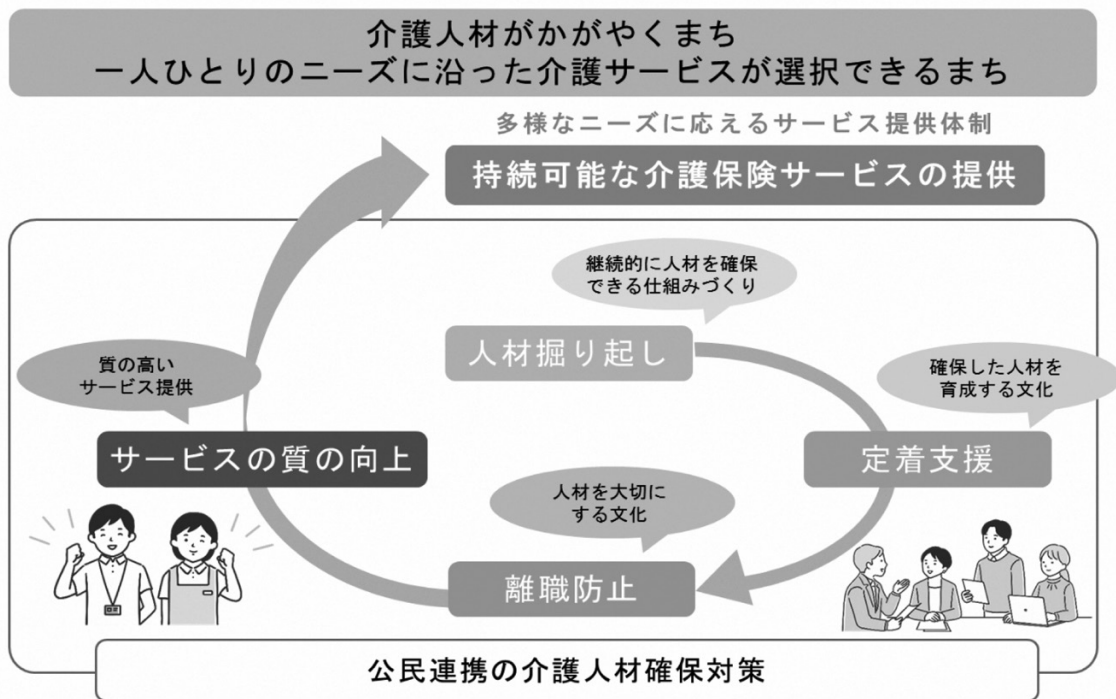 介護人材がかがやくまち
一人ひとりのニーズに沿った介護サービスが選択できるまち
多様なニーズに応えるサービス提供体制
持続可能な介護保険サービスの提供
継続的に人材を確保
できる仕組みづくり
人材掘り起し
確保した人材を
育成する文化
定着支援
人材を大切に
する文化
離職防止
質の高い
サービス提供
サービスの質の向上
公民連携の介護人材確保対策